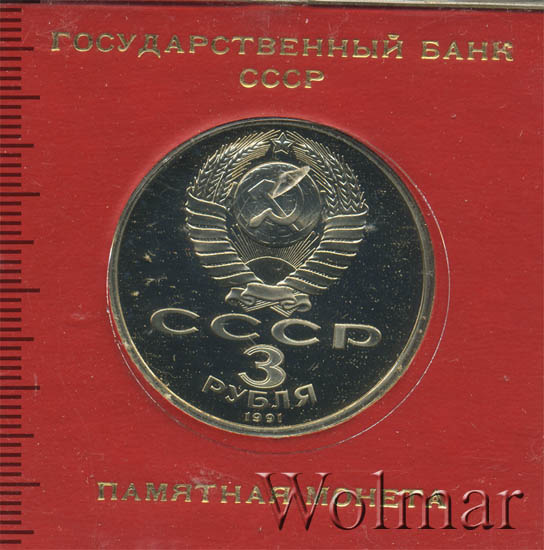 ГОСУДАРСТВЕННЫЙ БАНК
СССР
СССР
3
РУБЛЯ
1991
ПАМЯТНАЯ МОНЕТА
Wolmar